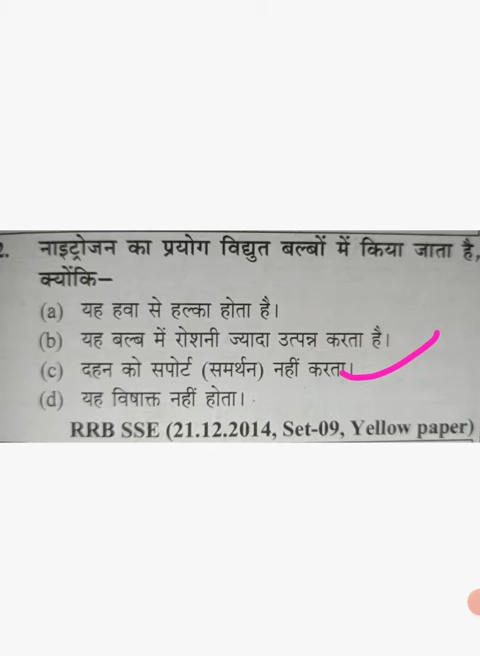 2. नाइट्रोजन का प्रयोग विद्युत बल्बों में किया जाता है,
क्योंकि–
(a) यह हवा से हल्का होता है।
(b) यह बल्ब में रोशनी ज्यादा उत्पन्न करता है।
(c) दहन को सपोर्ट (समर्थन) नहीं करता।
(d) यह विषाक्त नहीं होता।
RRB SSE (21.12.2014, Set-09, Yellow paper)